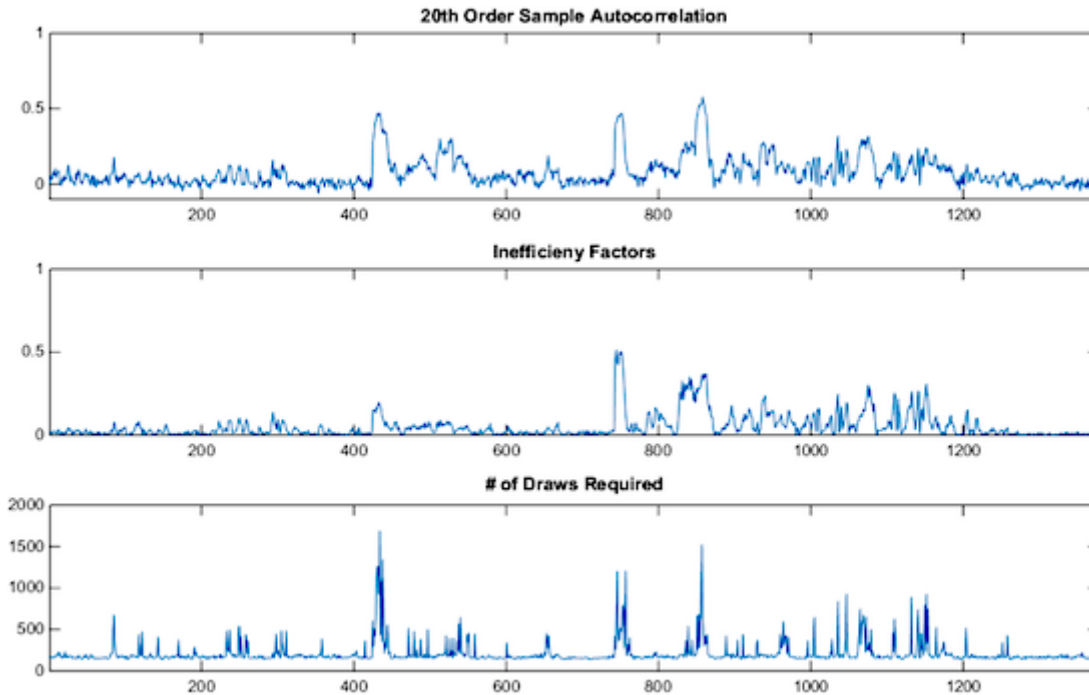 20th Order Sample Autocorrelation
1
0.5
0
200 400 600 800 1000 1200
Inefficieny Factors
1
0.5
0
200 400 600 800 1000 1200
# of Draws Required
2000
1500
1000
500
0
200 400 600 800 1000 1200